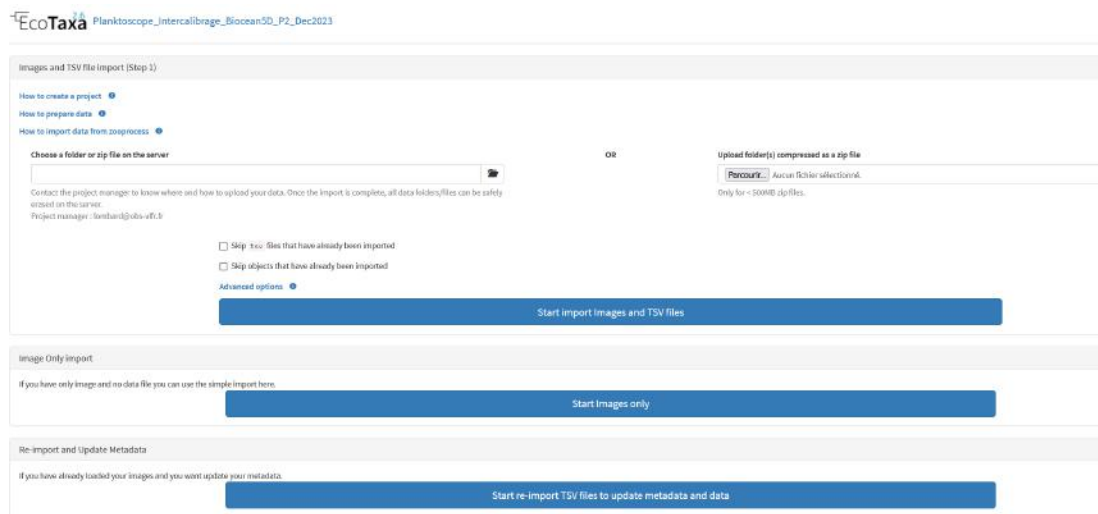 EcoTaxa 2.6 Planktoscope_Intercalibrage_Biocean5D_P2_Dec2023
Images and TSV file import (Step 1)
How to create a project
How to prepare data
How to import data from zooprocess
Choose a folder or zip file on the server
OR
Upload folder(s) compressed as a zip file
Parcourir... Aucun fichier sélectionné.
Contact the project manager to know where and how to upload your data. Once the import is complete, all data folders/files can be safely
erased on the server.
Only for < 500MB zip files.
Project manager : lombard@obs-vlfr.fr
Skip tsv files that have already been imported
Skip objects that have already been imported
Advanced options
Start import Images and TSV files
Image Only import
If you have only image and no data file you can use the simple import here.
Start Images only
Re-import and Update Metadata
If you have already loaded your images and you want update your metadata.
Start re-import TSV files to update metadata and data